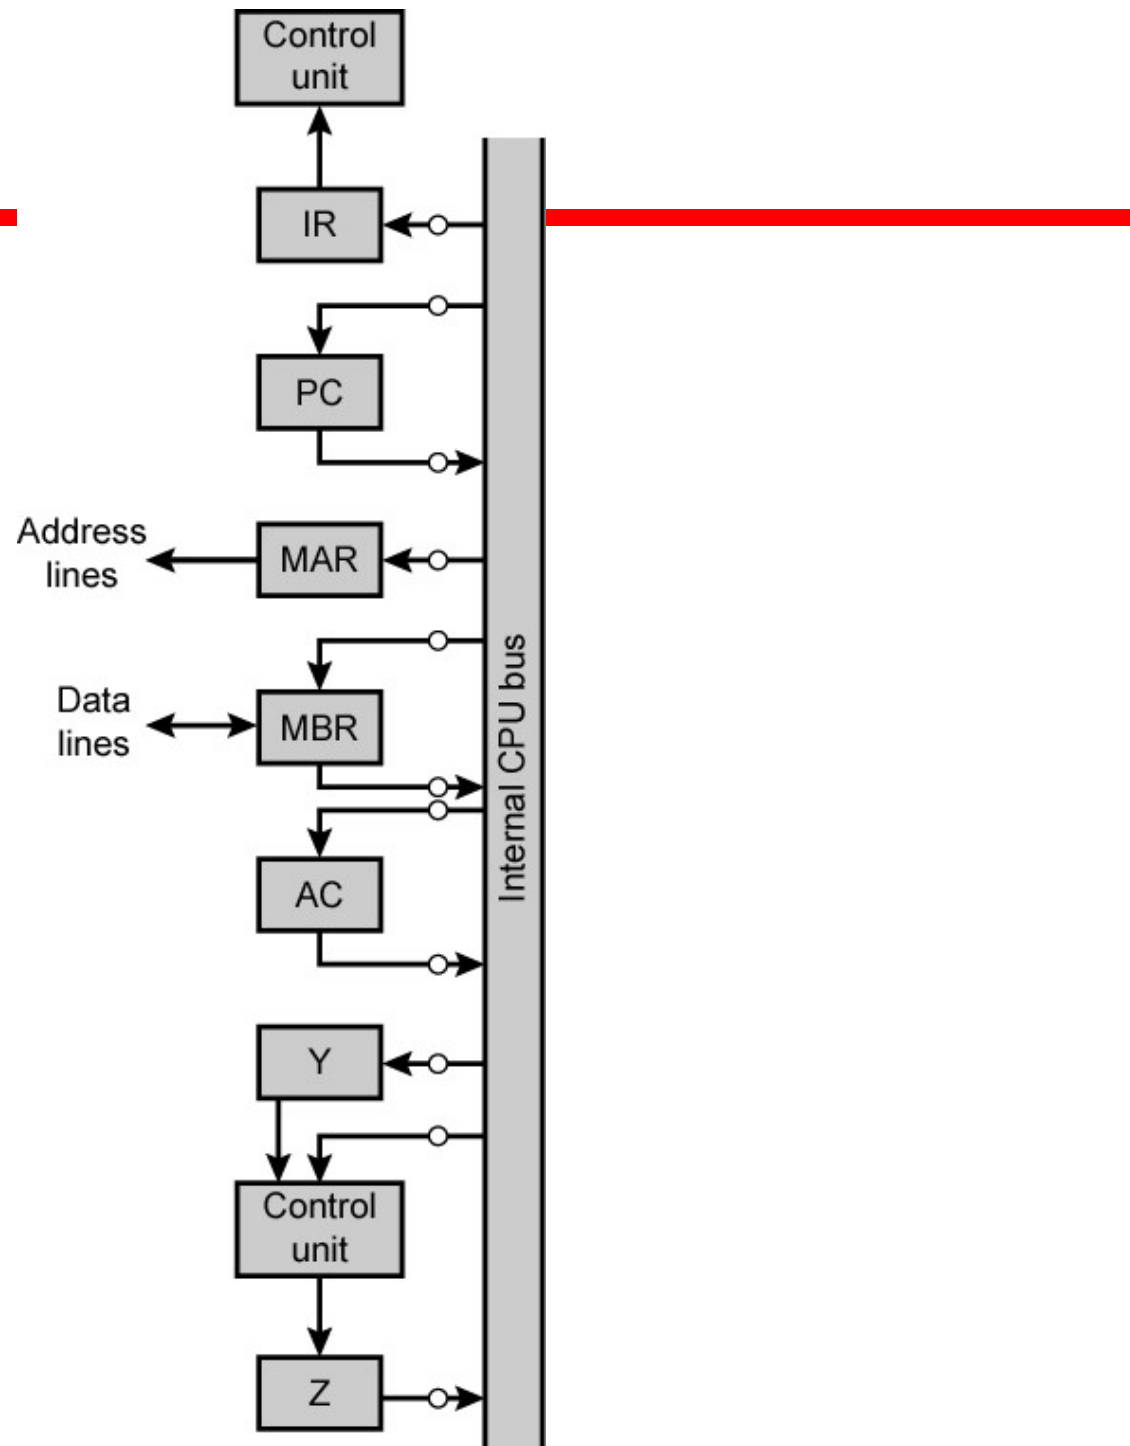 Control
unit
IR
PC
Address
lines
MAR
Data
lines
MBR
Internal CPU bus
AC
Y
Control
unit
Z